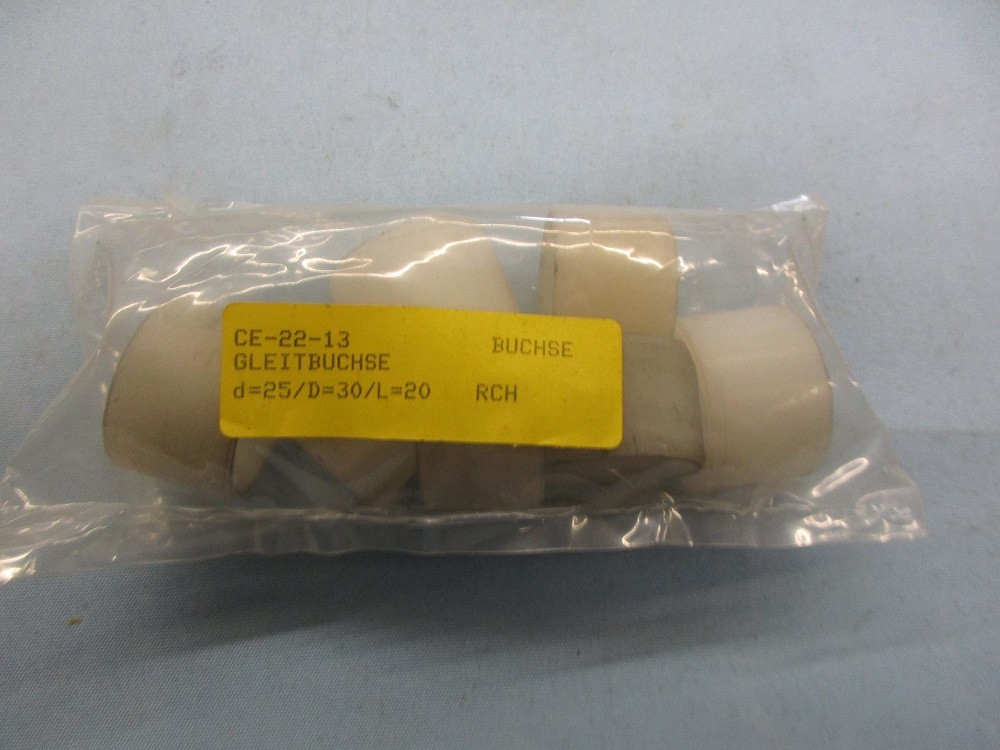 CE-22-13 BUCHSE
GLEITBUCHSE
d=25/D=30/L=20 RCH